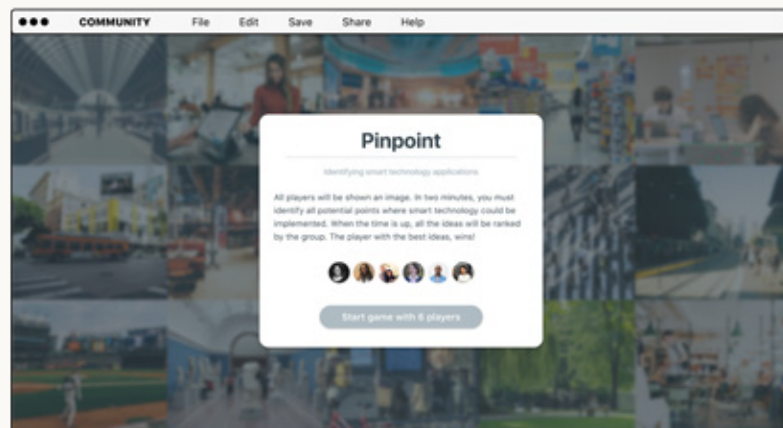 COMMUNITY File Edit Save Share Help
Pinpoint
Identifying smart technology applications
All players will be shown an image. In two minutes, you must
identify all potential points where smart technology could be
implemented. When the time is up, all the ideas will be ranked
by the group. The player with the best ideas, wins!
Start game with 6 players